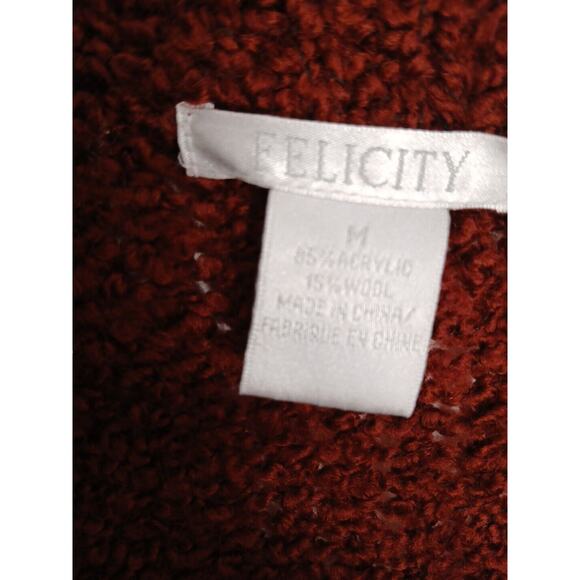 FELICITY
M
85% ACRYLIC
15% WOOL
MADE IN CHINA/
FABRIQUE EN CHINE